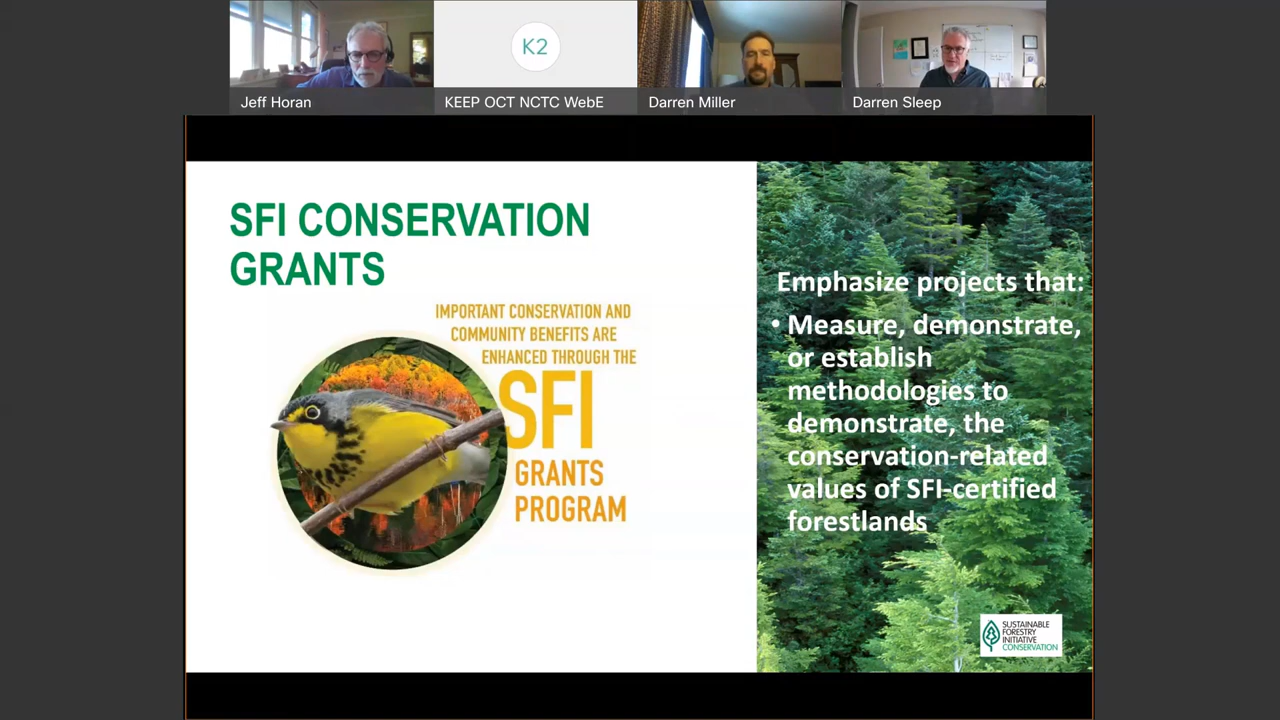 K2
Jeff Horan
KEEP OCT NCTC WebE
Darren Miller
Darren Sleep
SFI CONSERVATION
GRANTS
IMPORTANT CONSERVATION AND
COMMUNITY BENEFITS ARE
ENHANCED THROUGH THE
SFI
GRANTS
PROGRAM
Emphasize projects that:
• Measure, demonstrate,
or establish
methodologies to
demonstrate, the
conservation-related
values of SFI-certified
forestlands
SUSTAINABLE
FORESTRY
INITIATIVE
CONSERVATION